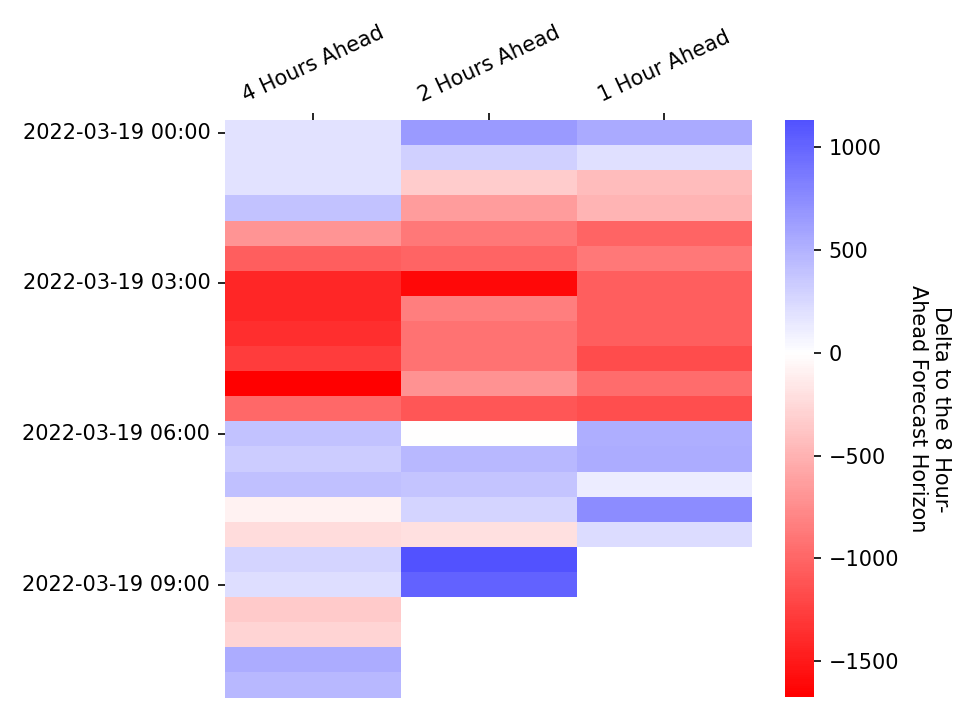 4 Hours Ahead
2 Hours Ahead
1 Hour Ahead
2022-03-19 00:00
2022-03-19 03:00
2022-03-19 06:00
2022-03-19 09:00
1000
500
0
−500
−1000
−1500
Delta to the 8 Hour-
Ahead Forecast Horizon